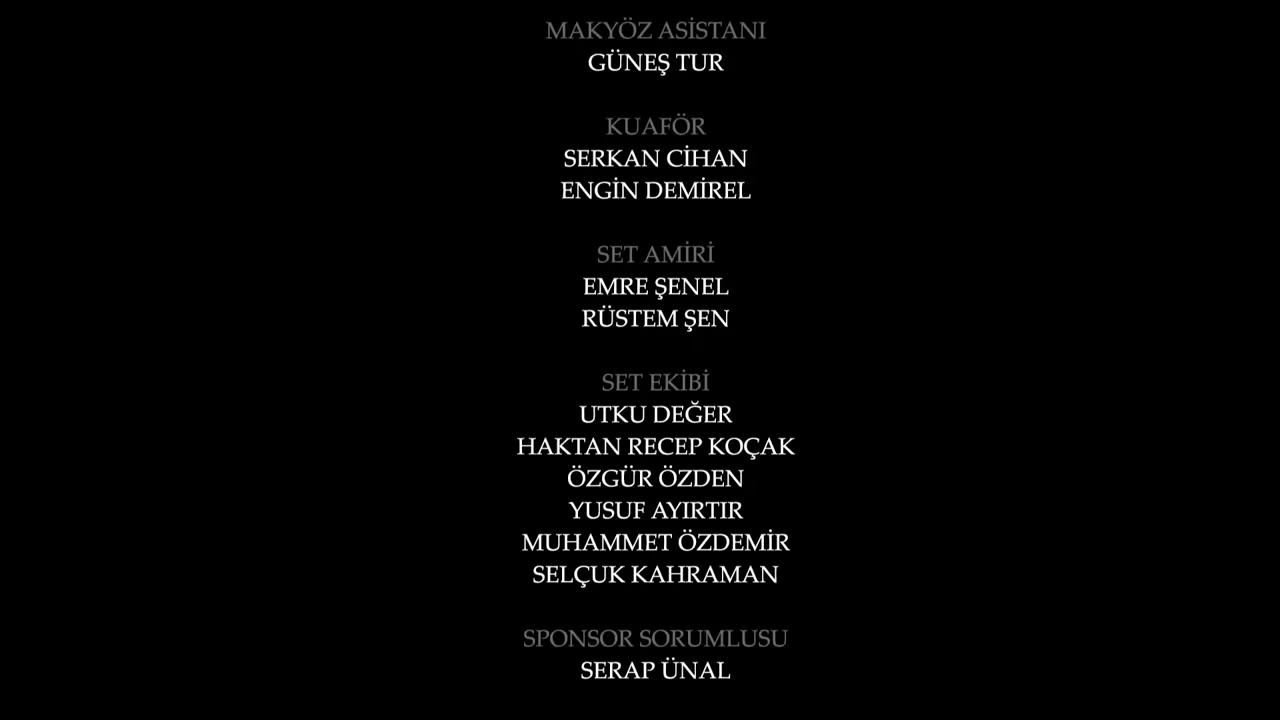 MAKYÖZ ASİSTANI
GÜNEŞ TUR
KUAFÖR
SERKAN CİHAN
ENGİN DEMİREL
SET AMİRİ
EMRE ŞENEL
RÜSTEM ŞEN
SET EKİBİ
UTKU DEĞER
HAKTAN RECEP KOÇAK
ÖZGÜR ÖZDEN
YUSUF AYIRTIR
MUHAMMET ÖZDEMİR
SELÇUK KAHRAMAN
SPONSOR SORUMLUSU
SERAP ÜNAL